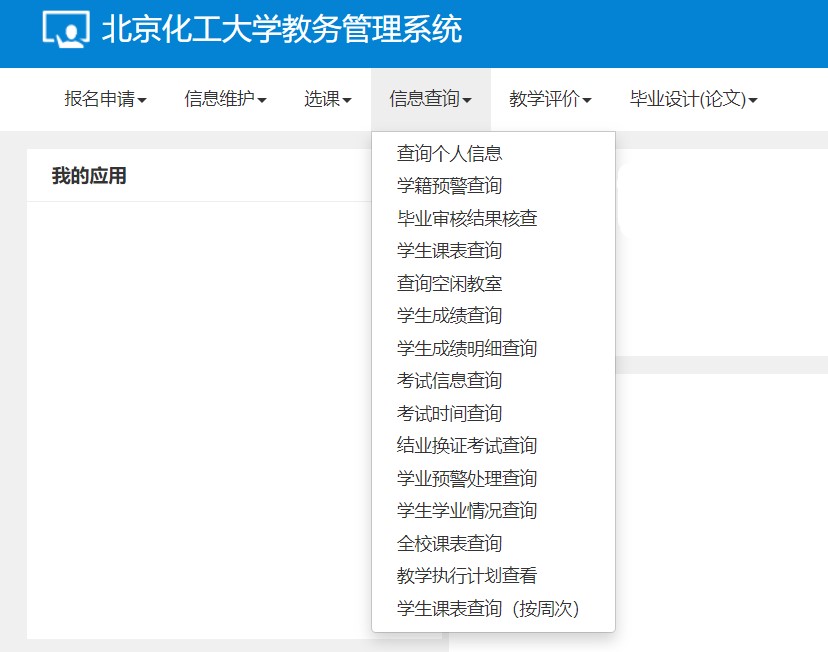 北京化工大学教务管理系统
报名申请 信息维护 选课 信息查询 教学评价 毕业设计(论文)
我的应用
查询个人信息
学籍预警查询
毕业审核结果核查
学生课表查询
查询空闲教室
学生成绩查询
学生成绩明细查询
考试信息查询
考试时间查询
结业换证考试查询
学业预警处理查询
学生学业情况查询
全校课表查询
教学执行计划查看
学生课表查询（按周次）